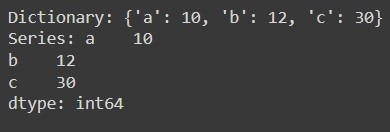 Dictionary: {'a': 10, 'b': 12, 'c': 30}
Series: a    10
b    12
c    30
dtype: int64